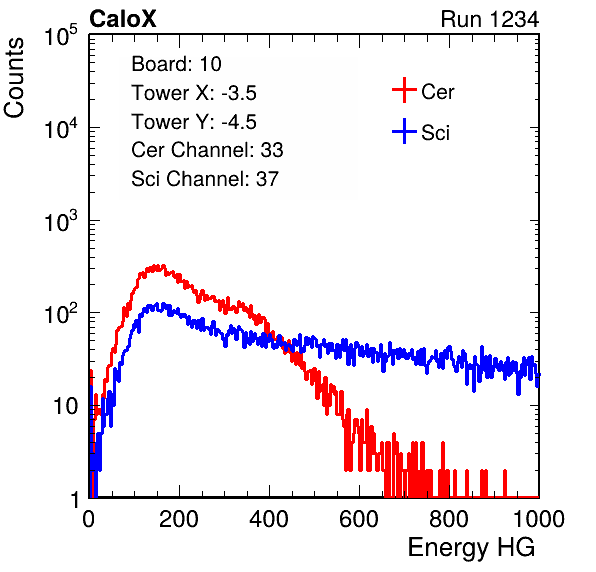 CaloX Run 1234
Counts
10^5
10^4
10^3
10^2
10
1
Board: 10
Tower X: -3.5
Tower Y: -4.5
Cer Channel: 33
Sci Channel: 37
Cer
Sci
0 200 400 600 800 1000
Energy HG